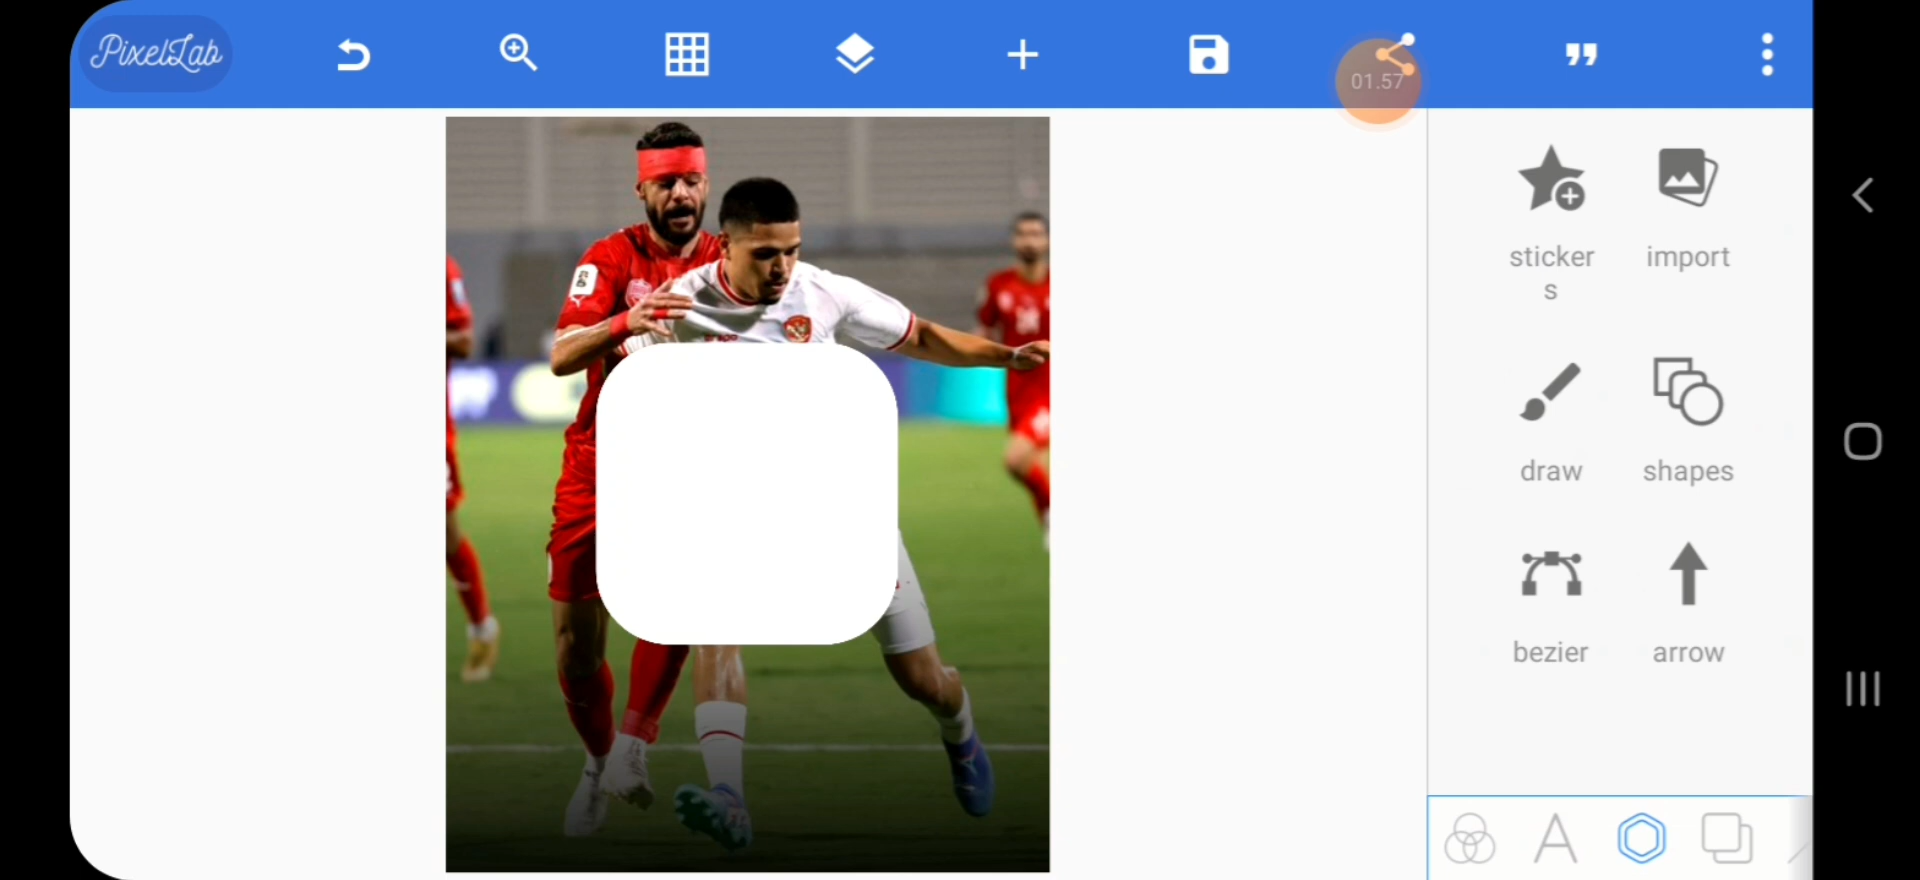 PixelLab
01.57
sticker
s
import
draw
shapes
bezier
arrow